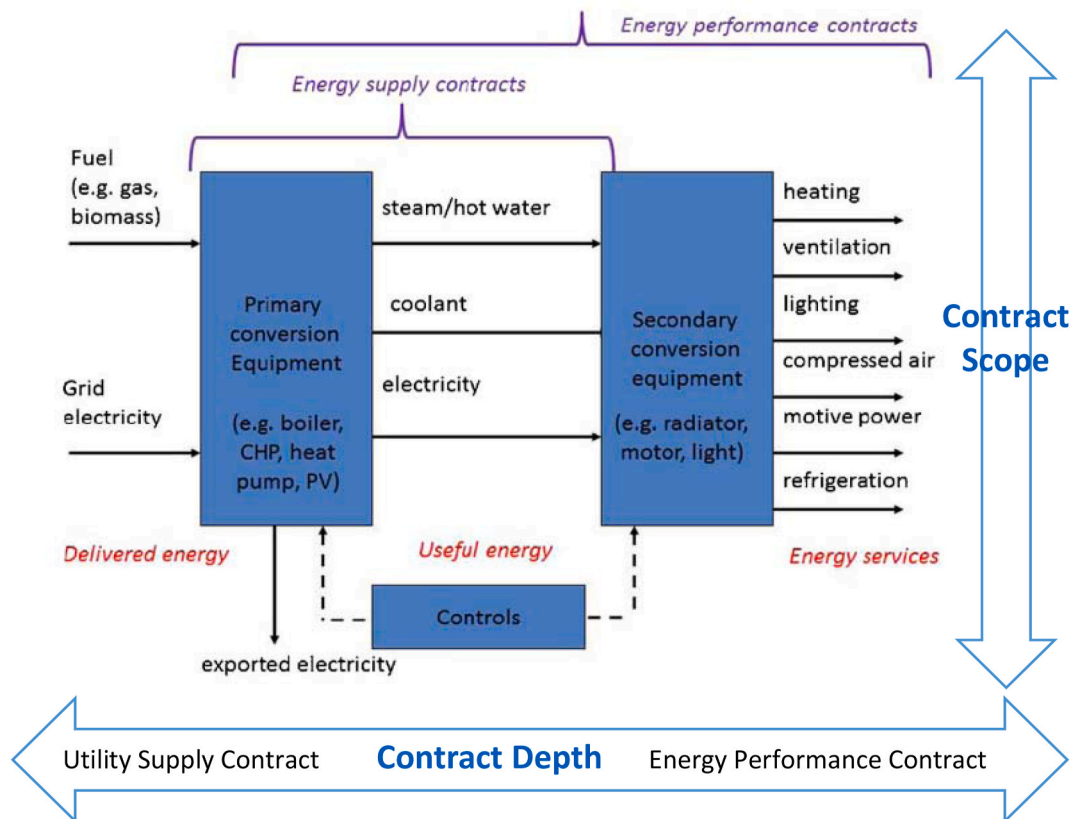 Energy performance contracts
Energy supply contracts
Fuel
(e.g. gas,
biomass)
Grid
electricity
Primary
conversion
Equipment
(e.g. boiler,
CHP, heat
pump, PV)
steam/hot water
coolant
electricity
Secondary
conversion
equipment
(e.g. radiator,
motor, light)
heating
ventilation
lighting
compressed air
motive power
refrigeration
Contract
Scope
Delivered energy
Useful energy
Energy services
Controls
exported electricity
Utility Supply Contract
Contract Depth
Energy Performance Contract